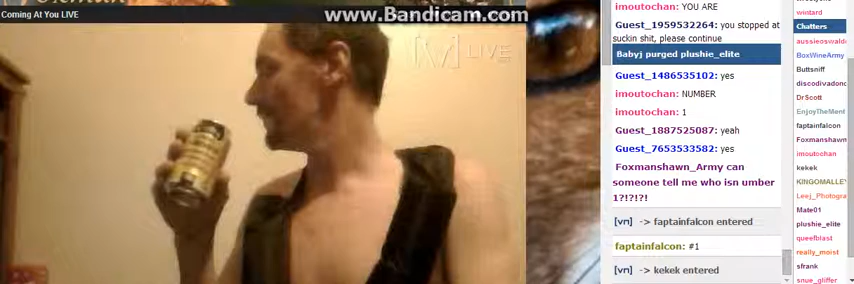 Coming At You LIVE
www.Bandicam.com
[v] LIVE
imoutochan: YOU ARE
Guest_1959532264: you stopped at
suckin shit, please continue
Babyj purged plushie_elite
Guest_1486535102: yes
imoutochan: NUMBER
imoutochan: 1
Guest_1887525087: yeah
Guest_7653533582: yes
Foxmanshawn_Army can
someone tell me who isn umber
1?!?!?!
[vn] -> faptainfalcon entered
faptainfalcon: #1
[vn] -> kekek entered
wintard
Chatters
aussieoswald
BoxWineArmy
Buttsniff
discodivadono
DrScott
EnjoyTheMent
faptainfalcon
Foxmanshawn
imoutochan
kekek
KINGOMALLEY
Leej_Photogra
Mate01
plushie_elite
queefblast
really_moist
sfrank
snue_gliffer